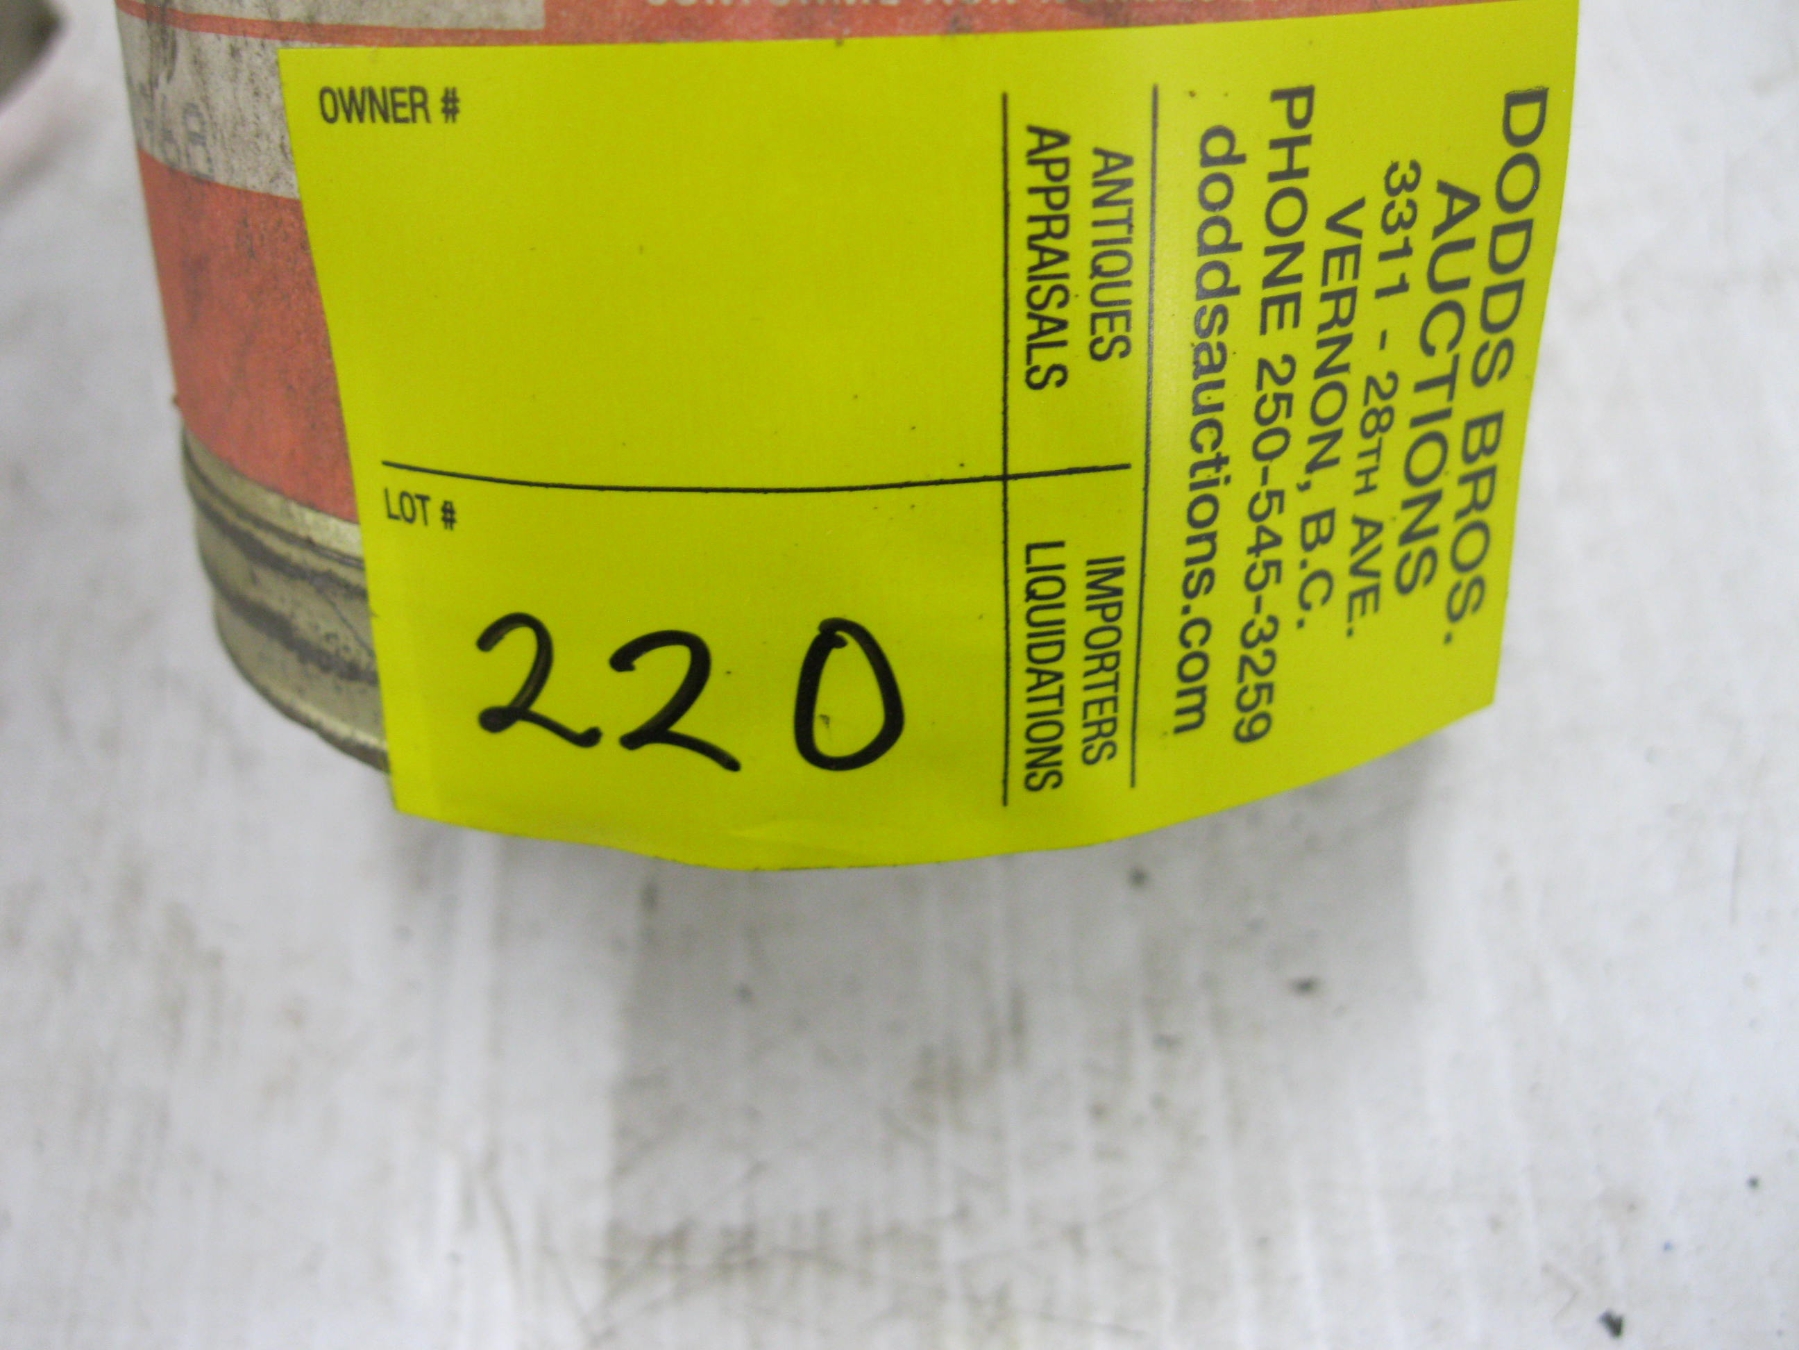 OWNER #
LOT #
220
DODDS BROS.
AUCTIONS
3311 - 28TH AVE.
VERNON, B.C.
PHONE 250-545-3259
doddsauctions.com
ANTIQUES
APPRAISALS
IMPORTERS
LIQUIDATIONS